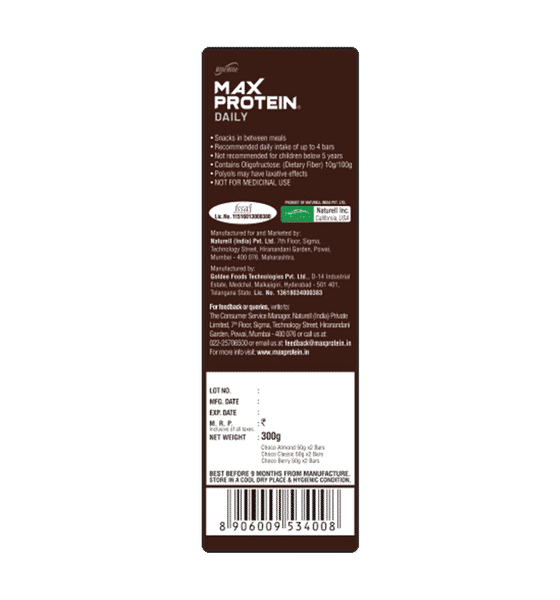 RiteBite
MAX
PROTEIN®
DAILY
• Snacks in between meals
• Recommended daily intake of up to 4 bars
• Not recommended for children below 5 years
• Contains Oligofructose: (Dietary Fiber) 10g/100g
• Polyols may have laxative effects
• NOT FOR MEDICINAL USE
fssai
Lic. No. 11516013000380
PRODUCT OF NATURELL INDIA PVT. LTD.
Naturell Inc.
California, USA
Manufactured for and Marketed by:
Naturell (India) Pvt. Ltd. 7th Floor, Sigma,
Technology Street, Hiranandani Garden, Powai,
Mumbai - 400 076. Maharashtra.
Manufactured by:
Golden Foods Technologies Pvt. Ltd., D-14 Industrial
Estate, Medchal, Malkajgiri, Hyderabad - 501 401,
Telangana State. Lic. No. 13618034000383
For feedback or queries, write to:
The Consumer Service Manager, Naturell (India) Private
Limited, 7th Floor, Sigma, Technology Street, Hiranandani
Garden, Powai, Mumbai - 400 076 or call us at:
022-25706500 or email us at: feedback@maxprotein.in
For more info visit: www.maxprotein.in
LOT NO. :
MFG. DATE :
EXP. DATE :
M. R. P. : ₹
Inclusive of all taxes
NET WEIGHT : 300g
Choco Almond 50g x2 Bars
Choco Classic 50g x2 Bars
Choco Berry 50g x2 Bars
BEST BEFORE 9 MONTHS FROM MANUFACTURE.
STORE IN A COOL DRY PLACE & HYGIENIC CONDITION.
8 906009 534008